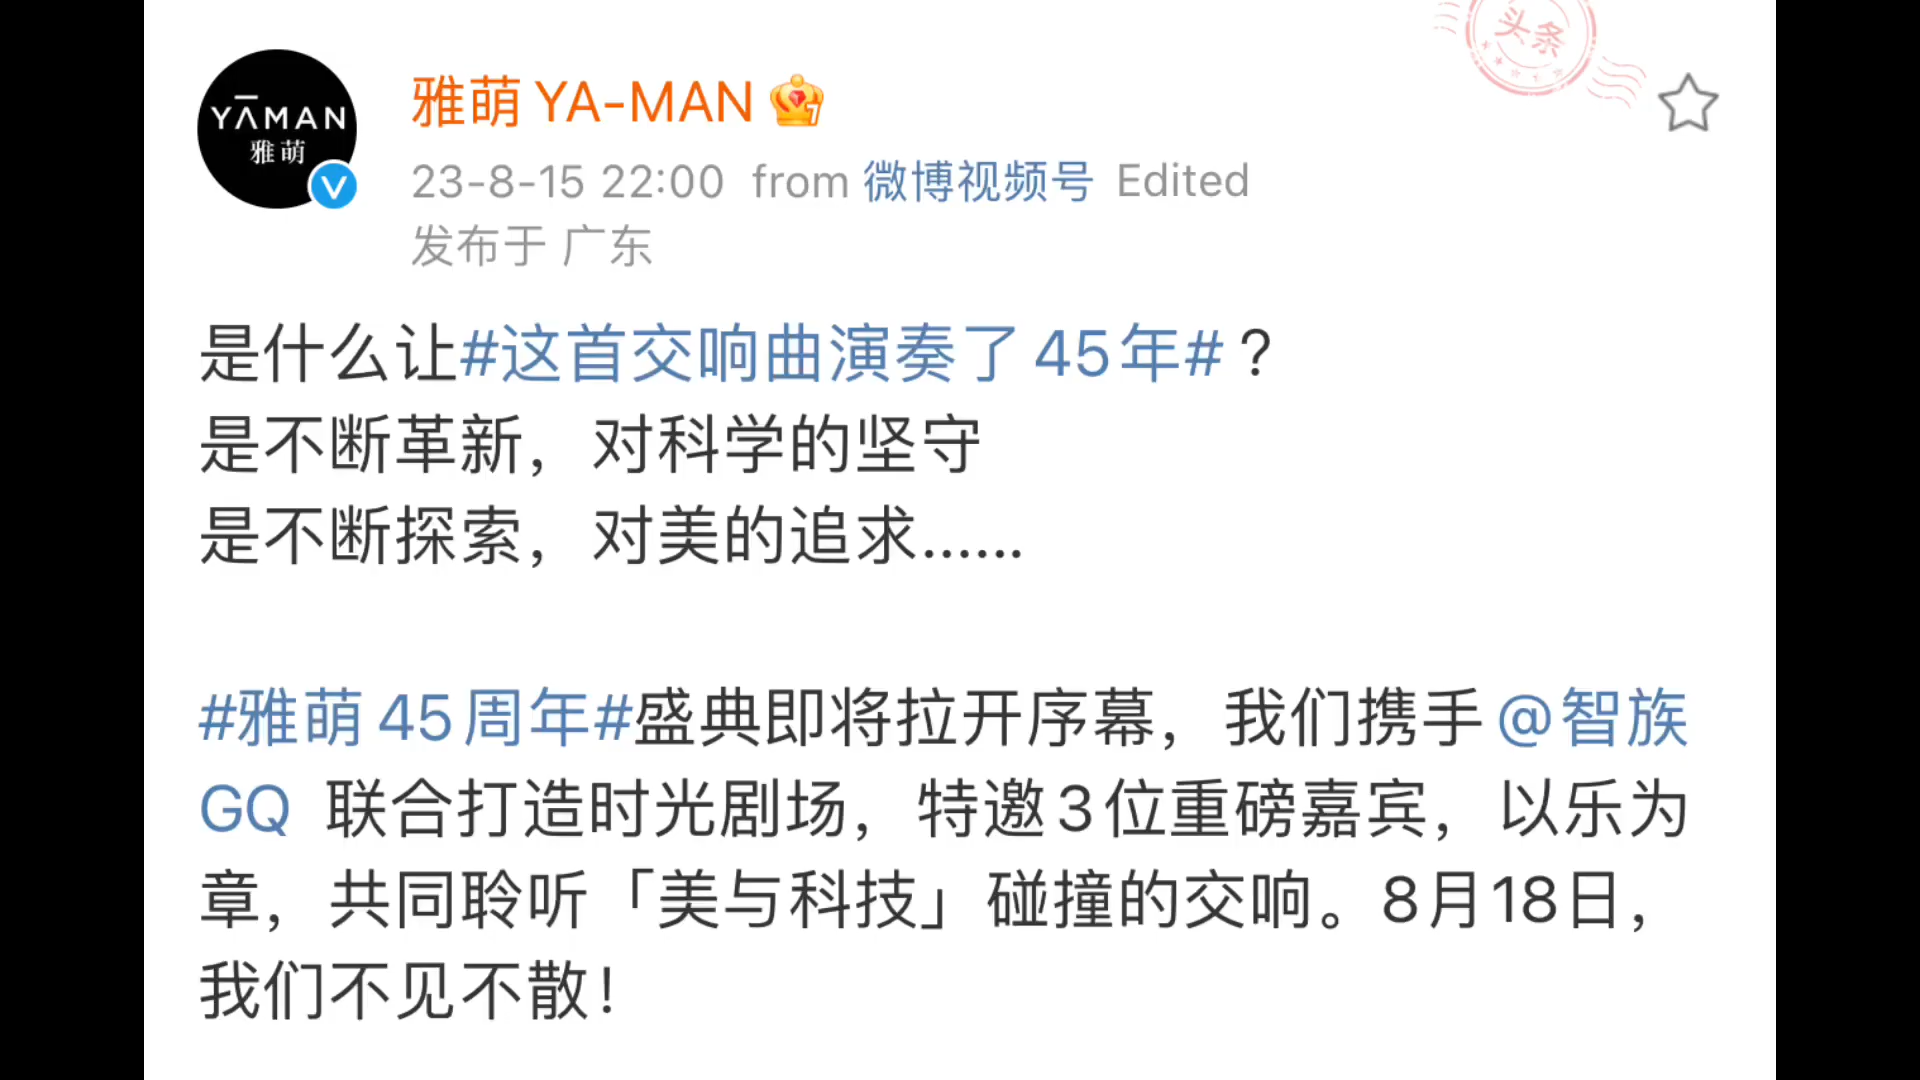 头条
YAMAN
雅萌
雅萌 YA-MAN
23-8-15 22:00 from 微博视频号 Edited
发布于 广东
是什么让#这首交响曲演奏了45年#？
是不断革新，对科学的坚守
是不断探索，对美的追求......
#雅萌45周年#盛典即将拉开序幕，我们携手@智族
GQ 联合打造时光剧场，特邀3位重磅嘉宾，以乐为
章，共同聆听「美与科技」碰撞的交响。8月18日，
我们不见不散！